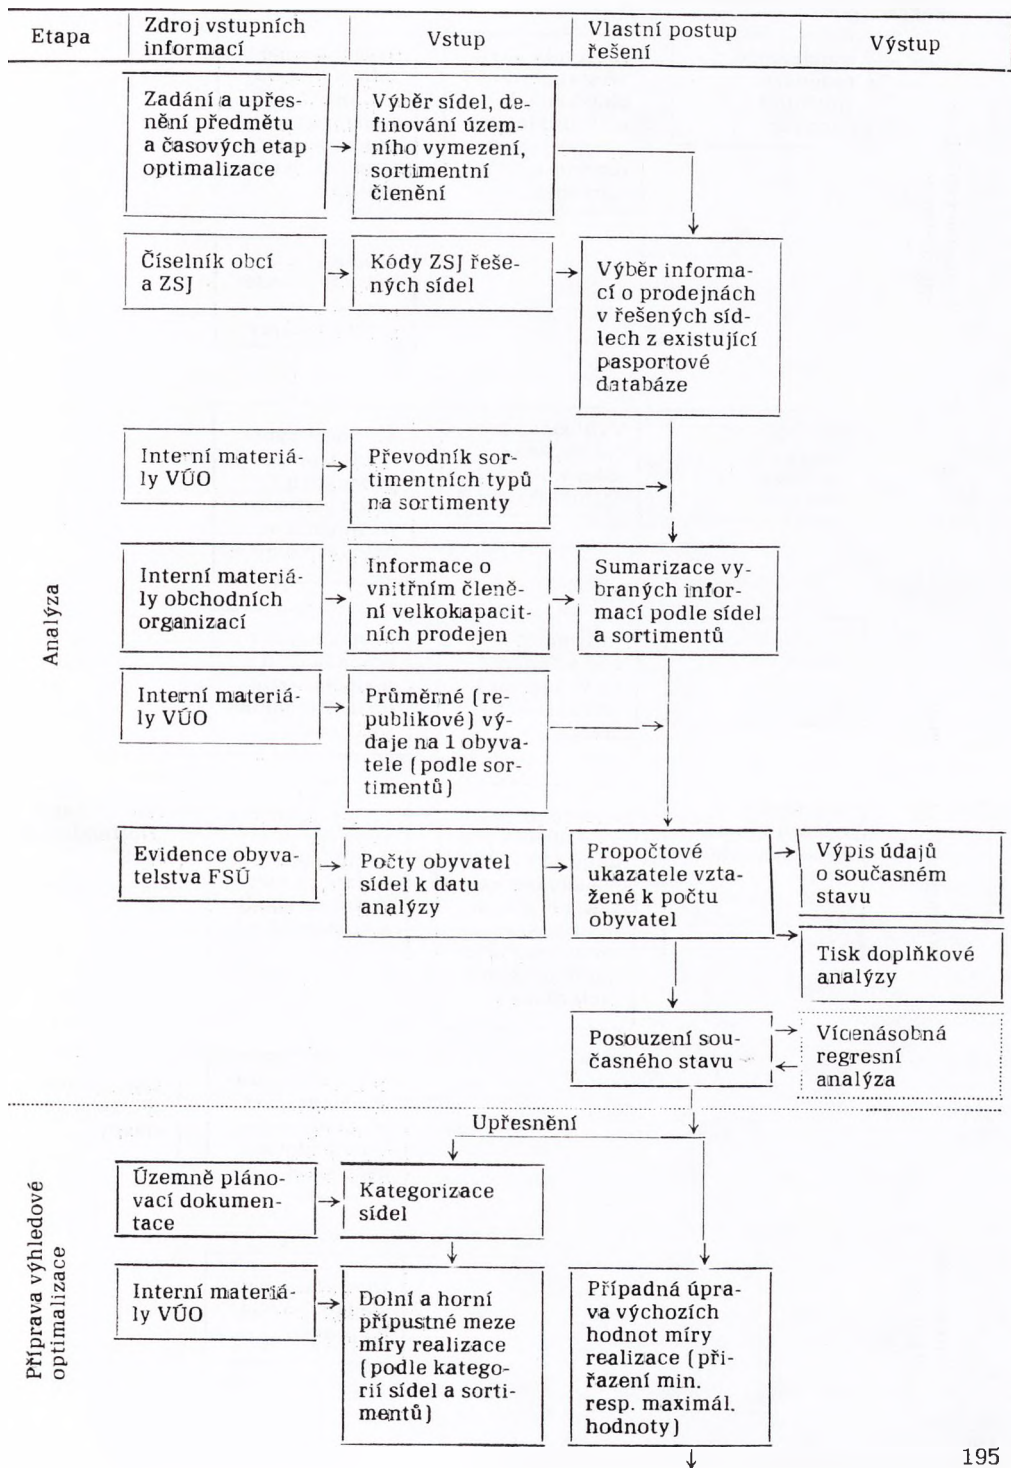 Etapa
Zdroj vstupních
informací
Vstup
Vlastní postup
řešení
Výstup
Analýza
Zadání a upřes-
nění předmětu
a časových etap
optimalizace
Výběr sídel, de-
finování územ-
ního vymezení,
sortimentní
členění
Číselník obcí
a ZSJ
Kódy ZSJ řeše-
ných sídel
Výběr informa-
cí o prodejnách
v řešených síd-
lech z existující
pasportové
databáze
Interní materiá-
ly VÚO
Převodník sor-
timentních typů
na sortimenty
Interní materiá-
ly obchodních
organizací
Informace o
vnitřním členě-
ní velkokapacit-
ních prodejen
Sumarizace vy-
braných infor-
mací podle sídel
a sortimentů
Interní materiá-
ly VÚO
Průměrné (re-
publikové) vý-
daje na 1 obyva-
tele (podle sor-
timentů)
Evidence obyva-
telstva FSÚ
Počty obyvatel
sídel k datu
analýzy
Propočtové
ukazatele vzta-
žené k počtu
obyvatel
Výpis údajů
o současném
stavu
Tisk doplňkové
analýzy
Posouzení sou-
časného stavu
Vícenásobná
regresní
analýza
Příprava výhledové
optimalizace
Upřesnění
Územně pláno-
vací dokumen-
tace
Kategorizace
sídel
Interní materiá-
ly VÚO
Dolní a horní
přípustné meze
míry realizace
(podle katego-
rií sídel a sorti-
mentů)
Případná úpra-
va výchozích
hodnot míry
realizace (při-
řazení min.
resp. maximál.
hodnoty)
195